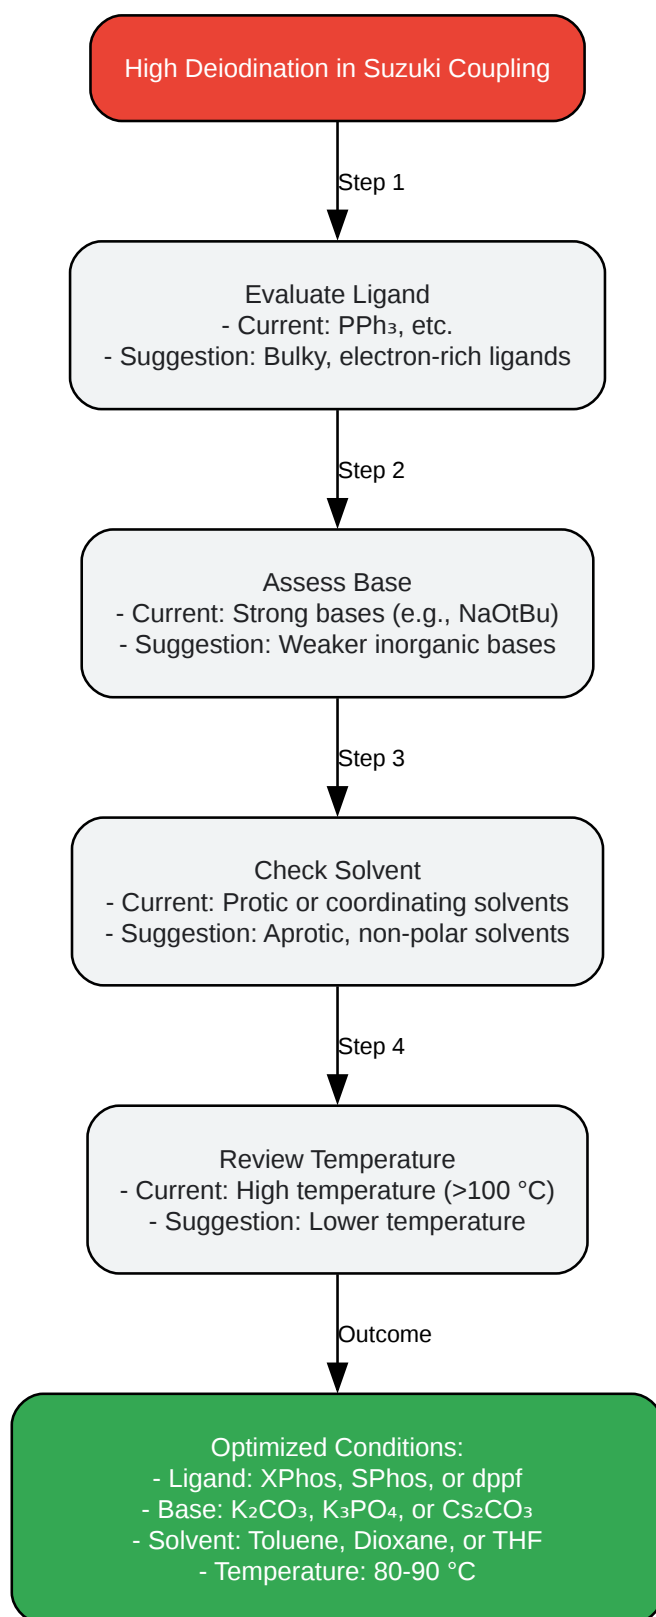 High Deiodination in Suzuki Coupling
Step 1
Evaluate Ligand
- Current: PPh₃, etc.
- Suggestion: Bulky, electron-rich ligands
Step 2
Assess Base
- Current: Strong bases (e.g., NaOtBu)
- Suggestion: Weaker inorganic bases
Step 3
Check Solvent
- Current: Protic or coordinating solvents
- Suggestion: Aprotic, non-polar solvents
Step 4
Review Temperature
- Current: High temperature (>100 °C)
- Suggestion: Lower temperature
Outcome
Optimized Conditions:
- Ligand: XPhos, SPhos, or dppf
- Base: K₂CO₃, K₃PO₄, or Cs₂CO₃
- Solvent: Toluene, Dioxane, or THF
- Temperature: 80-90 °C